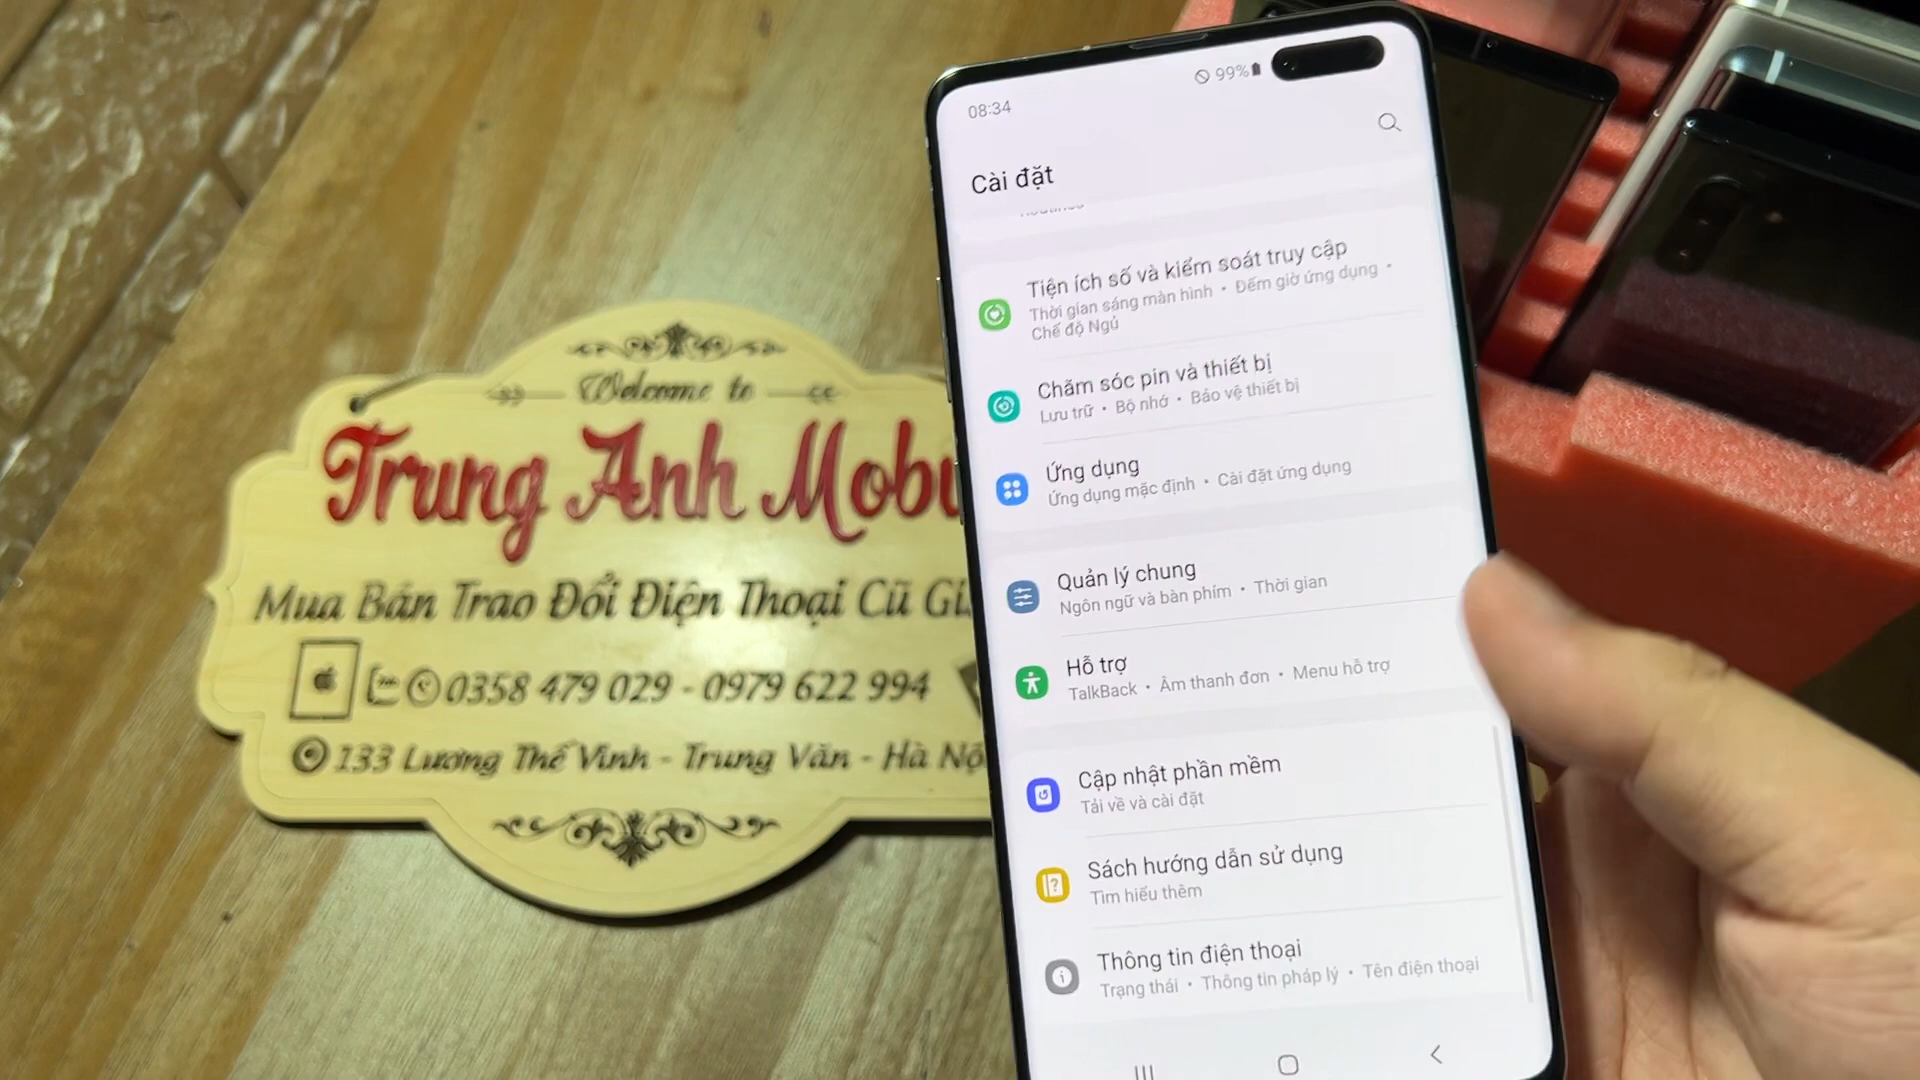 Welcome to
Trung Anh Mobi
Mua Bán Trao Đổi Điện Thoại Cũ
0358 479 029 - 0979 622 994
133 Lương Thế Vinh - Trung Văn - Hà Nội
08:34
99%
Cài đặt
Tiện ích số và kiểm soát truy cập
Thời gian sáng màn hình • Đếm giờ ứng dụng •
Chế độ Ngủ
Chăm sóc pin và thiết bị
Lưu trữ • Bộ nhớ • Bảo vệ thiết bị
Ứng dụng
Ứng dụng mặc định • Cài đặt ứng dụng
Quản lý chung
Ngôn ngữ và bàn phím • Thời gian
Hỗ trợ
TalkBack • Âm thanh đơn • Menu hỗ trợ
Cập nhật phần mềm
Tải về và cài đặt
Sách hướng dẫn sử dụng
Tìm hiểu thêm
Thông tin điện thoại
Trạng thái • Thông tin pháp lý • Tên điện thoại